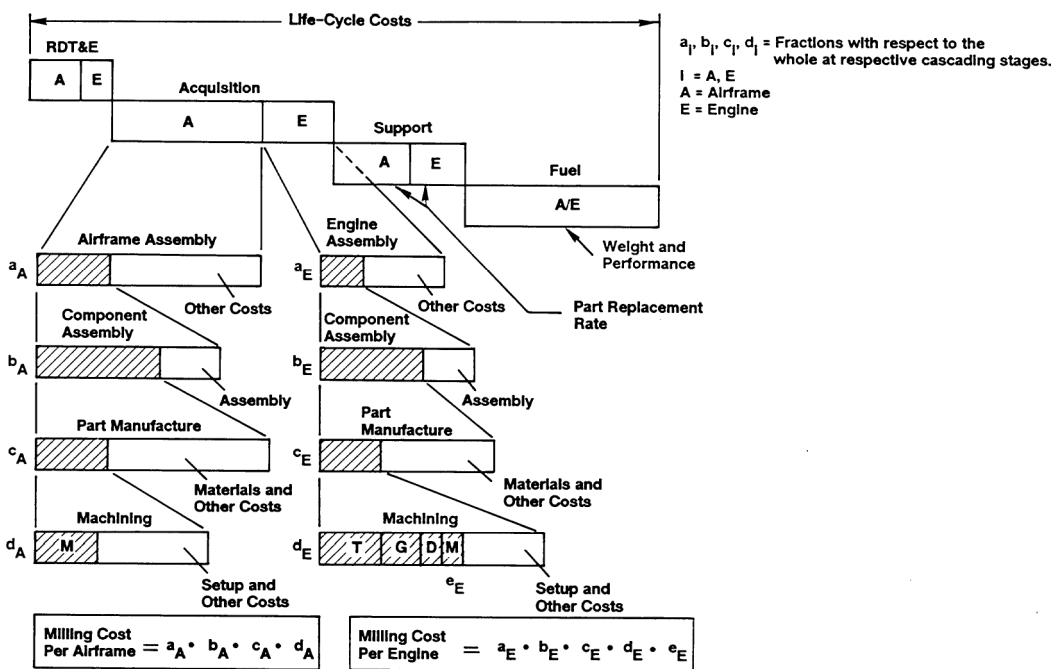 Life-Cycle Costs
RDT&E
A E
Acquisition
A E
Support
A E
Fuel
A/E
a_i, b_i, c_i, d_i = Fractions with respect to the
whole at respective cascading stages.
I = A, E
A = Airframe
E = Engine
Weight and
Performance
Part Replacement
Rate
Airframe Assembly
a_A
Other Costs
Component
Assembly
b_A
Assembly
Part Manufacture
c_A
Materials and
Other Costs
Machining
d_A M
Setup and
Other Costs
Milling Cost
Per Airframe = a_A • b_A • c_A • d_A
Engine
Assembly
a_E
Other Costs
Component
Assembly
b_E
Assembly
Part
Manufacture
c_E
Materials and
Other Costs
Machining
d_E T G D M
e_E
Setup and
Other Costs
Milling Cost
Per Engine = a_E • b_E • c_E • d_E • e_E